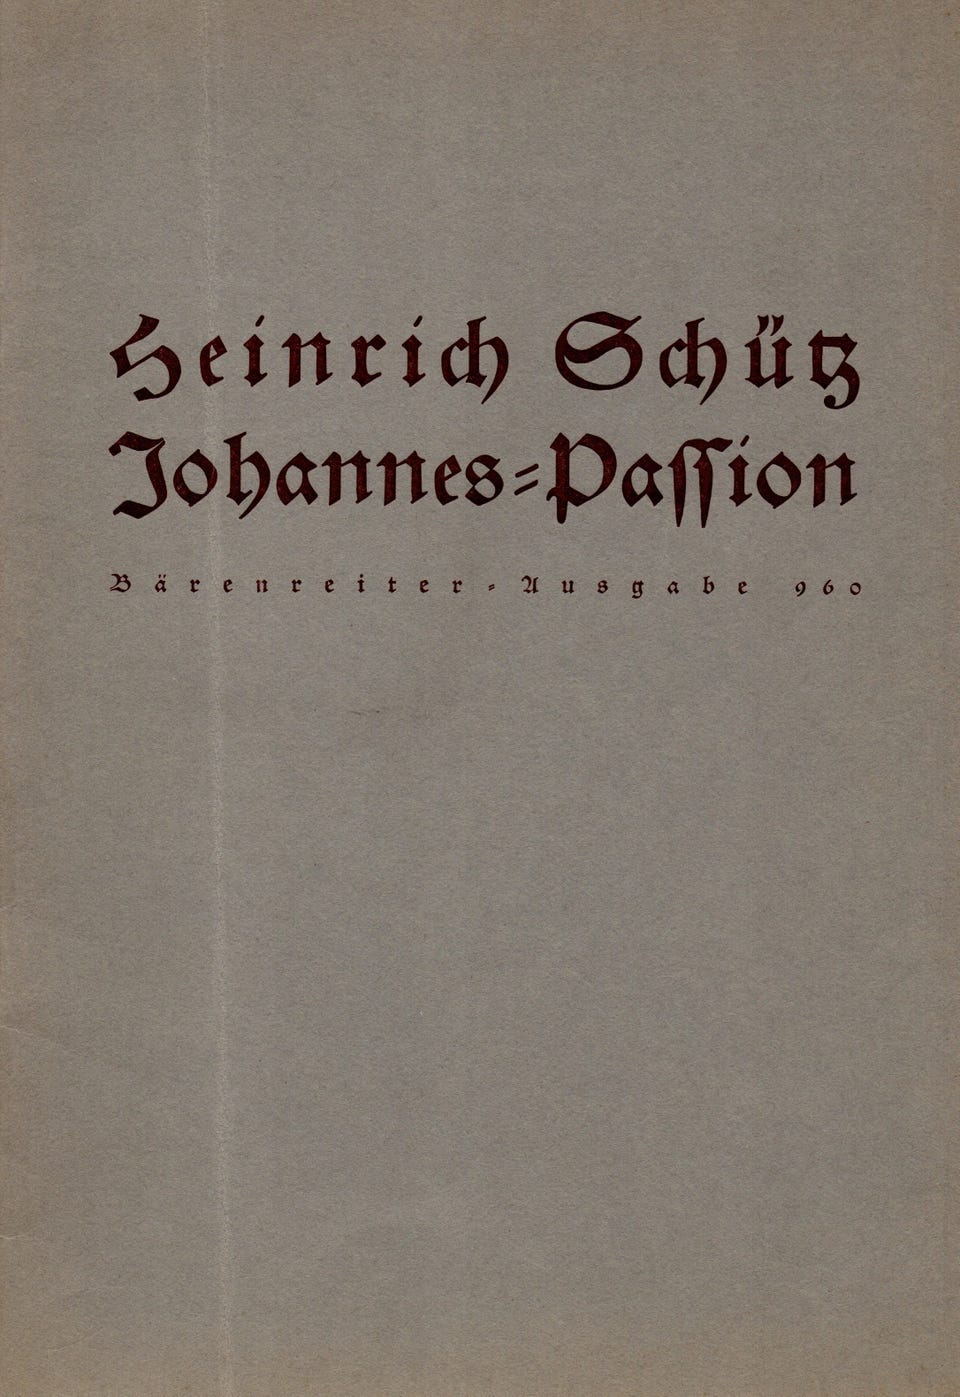 Heinrich Schütz
Johannes-Passion
Bärenreiter-Ausgabe 960